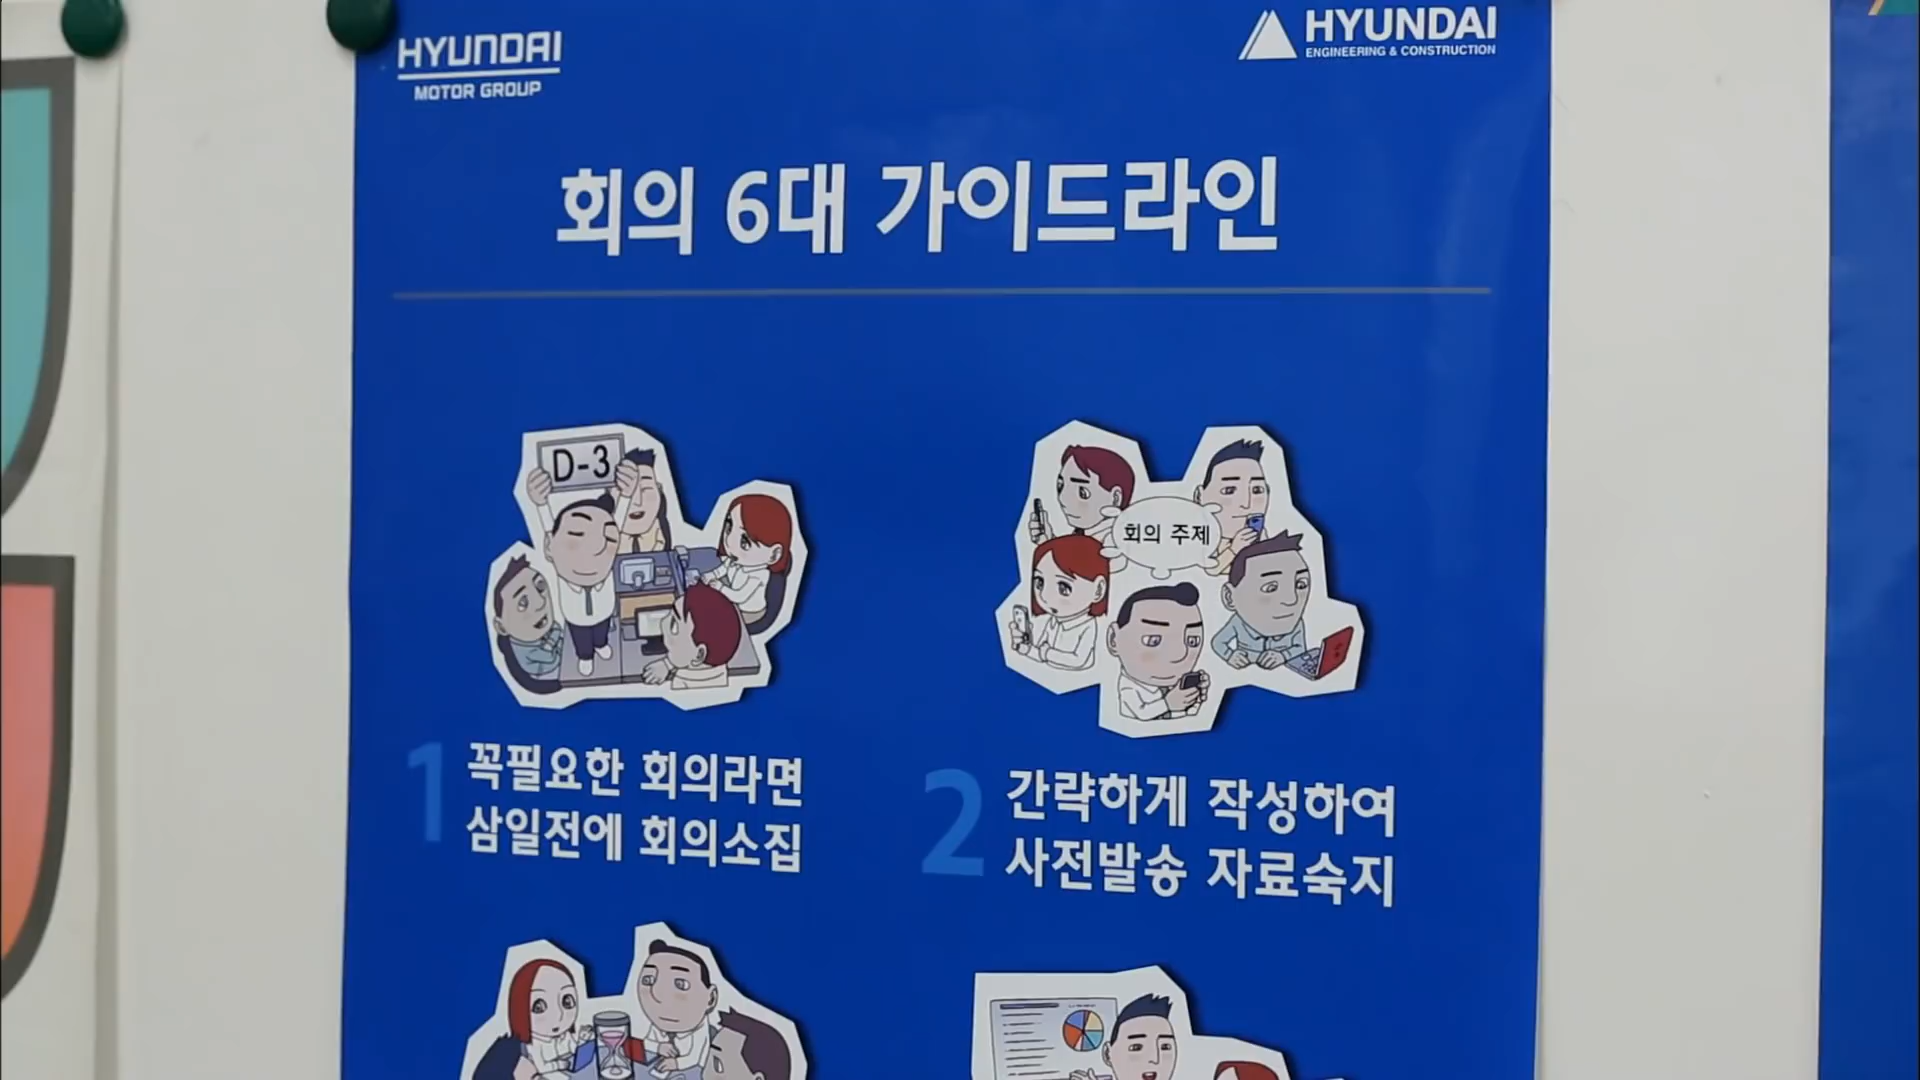 HYUNDAI
MOTOR GROUP
HYUNDAI
ENGINEERING & CONSTRUCTION
회의 6대 가이드라인
D-3
회의 주제
1 꼭필요한 회의라면
삼일전에 회의소집
2 간략하게 작성하여
사전발송 자료숙지